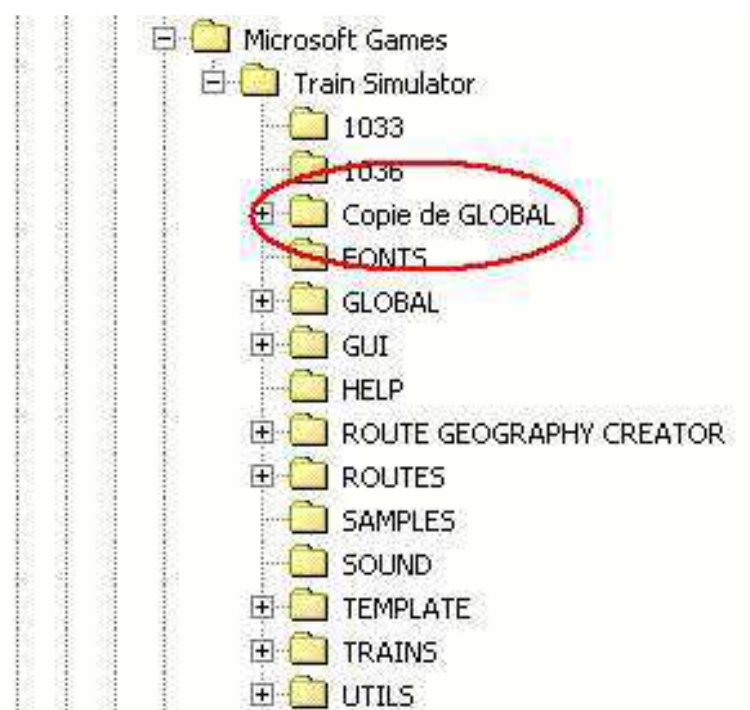 Microsoft Games
Train Simulator
1033
1036
Copie de GLOBAL
FONTS
GLOBAL
GUI
HELP
ROUTE GEOGRAPHY CREATOR
ROUTES
SAMPLES
SOUND
TEMPLATE
TRAINS
UTILS